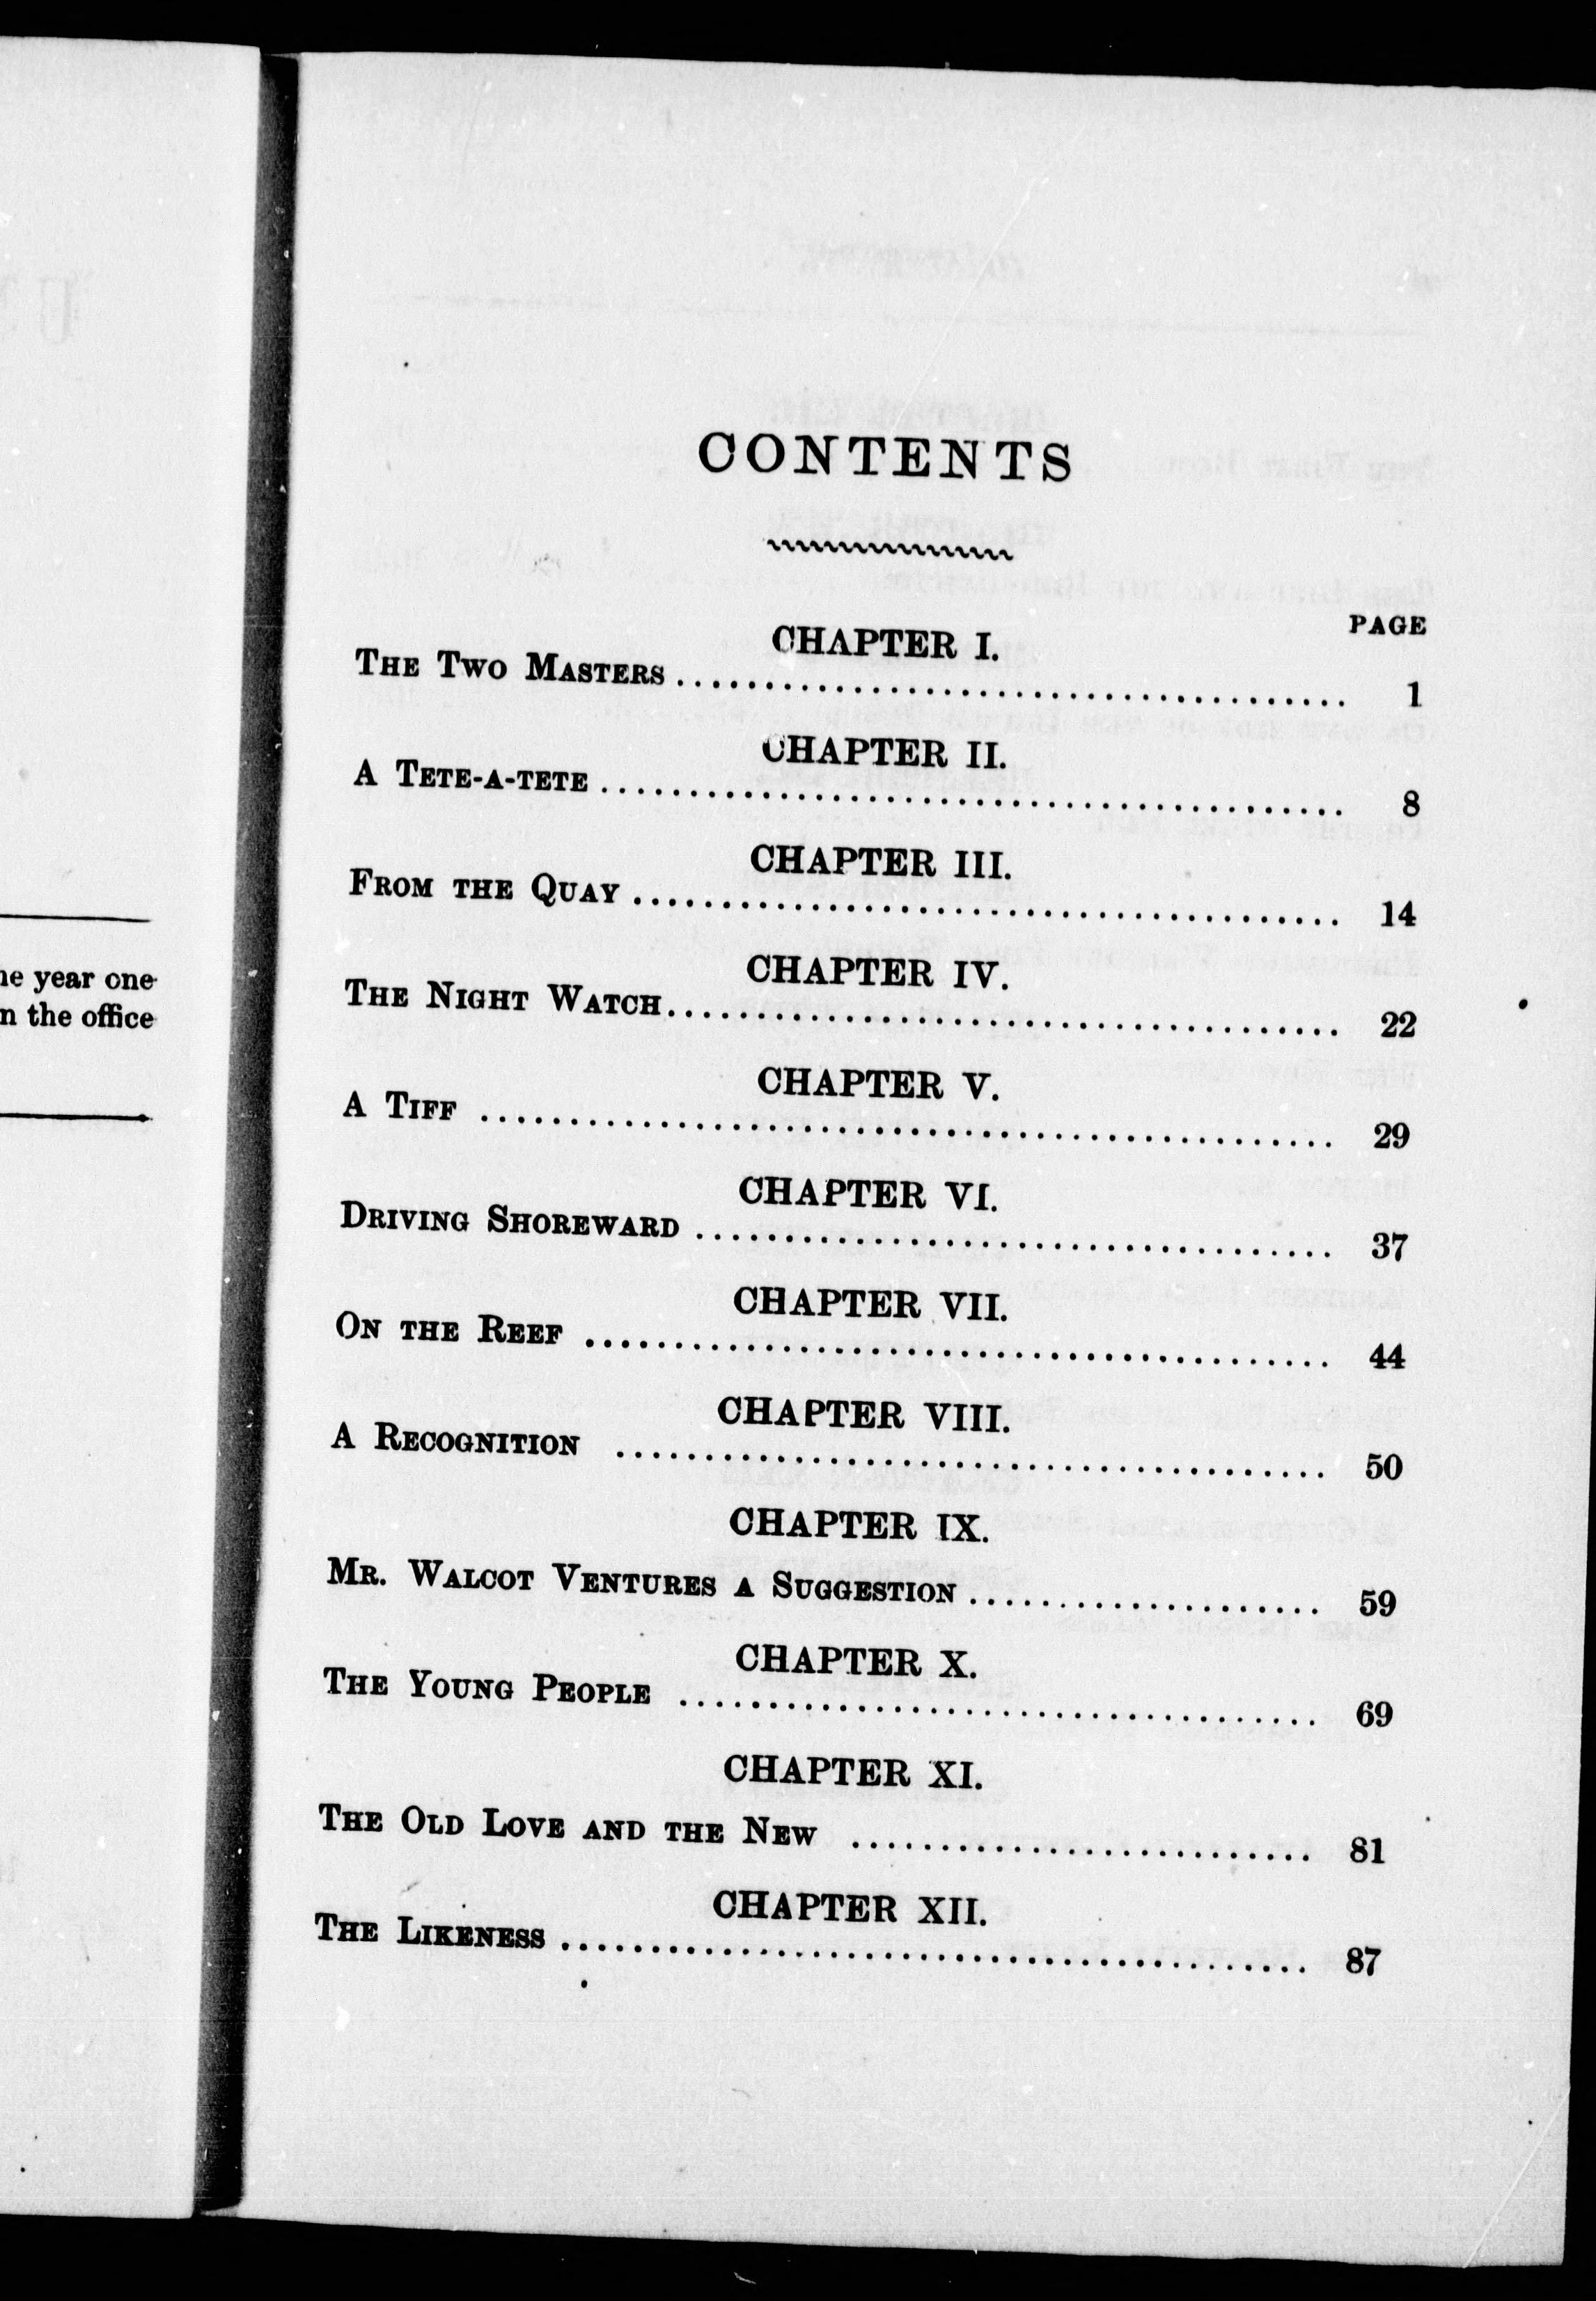 he year one
n the office
CONTENTS
PAGE
CHAPTER I.
THE TWO MASTERS ........................................ 1
CHAPTER II.
A TETE-A-TETE ........................................ 8
CHAPTER III.
FROM THE QUAY ........................................ 14
CHAPTER IV.
THE NIGHT WATCH ........................................ 22
CHAPTER V.
A TIFF ........................................ 29
CHAPTER VI.
DRIVING SHOREWARD ........................................ 37
CHAPTER VII.
ON THE REEF ........................................ 44
CHAPTER VIII.
A RECOGNITION ........................................ 50
CHAPTER IX.
MR. WALCOT VENTURES A SUGGESTION .................... 59
CHAPTER X.
THE YOUNG PEOPLE .................................... 69
CHAPTER XI.
THE OLD LOVE AND THE NEW .......................... 81
CHAPTER XII.
THE LIKENESS ........................................ 87